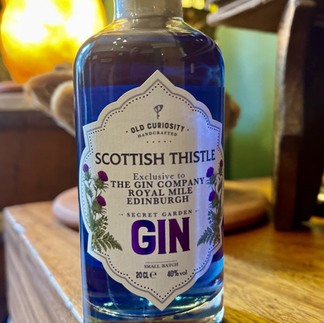 OLD CURIOSITY
HANDCRAFTED
SCOTTISH THISTLE
Exclusive to
THE GIN COMPANY
ROYAL MILE
EDINBURGH
SECRET GARDEN
GIN
SMALL BATCH
20CL ℮ 40% vol